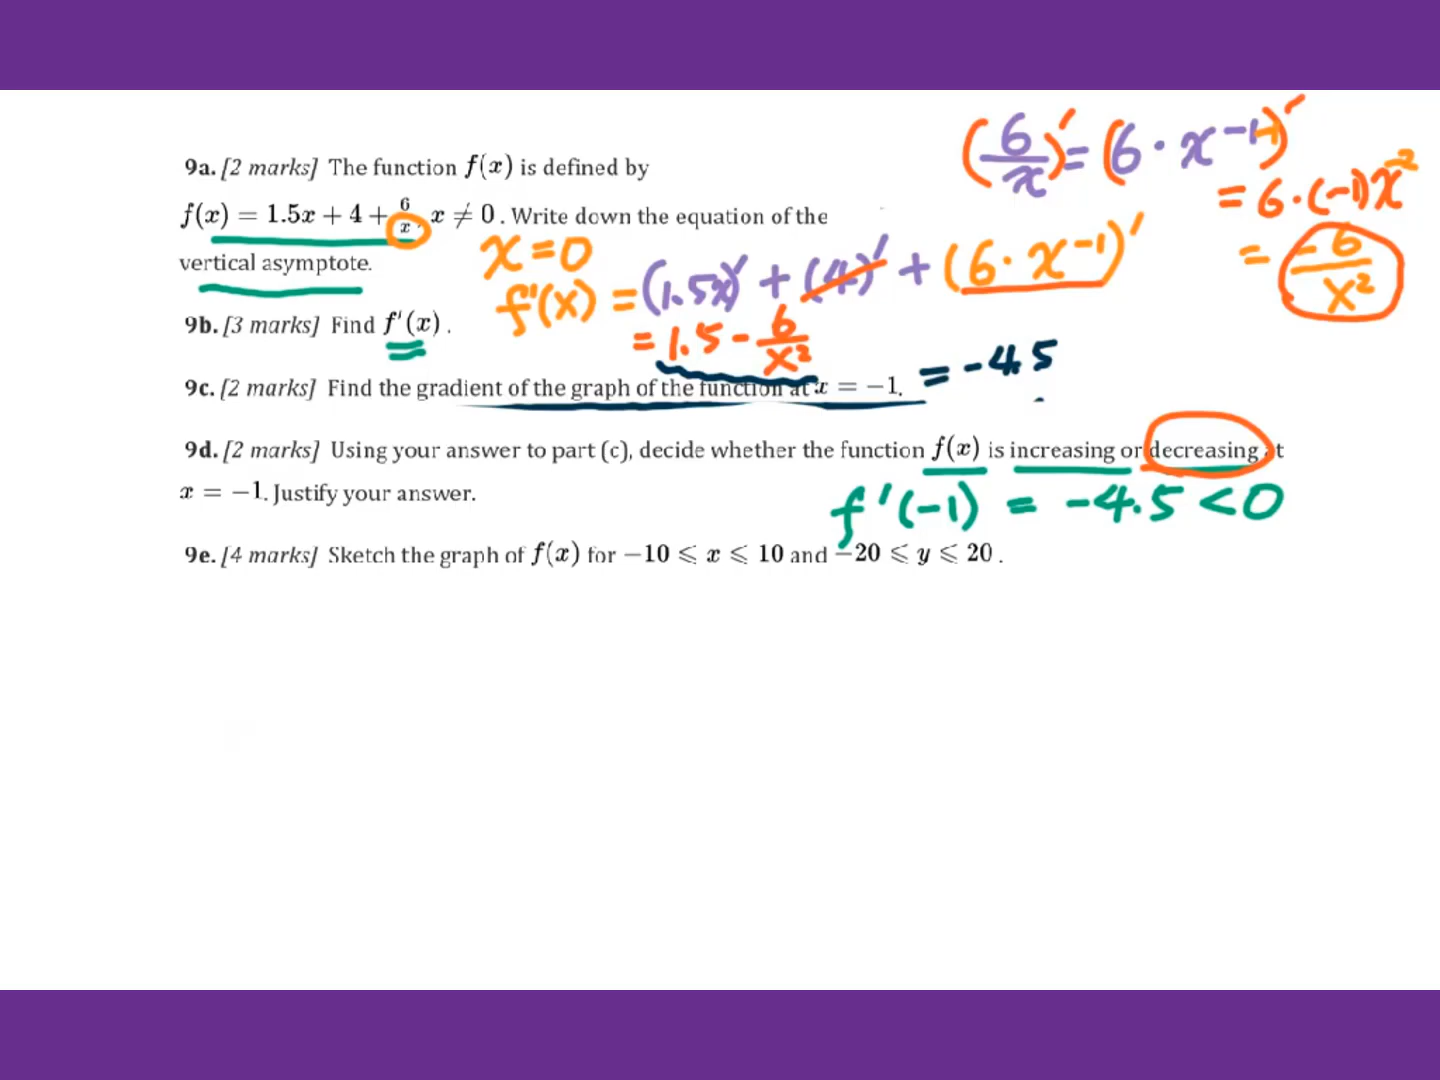 9a. [2 marks] The function f(x) is defined by
f(x) = 1.5x + 4 + 6/x, x ≠ 0. Write down the equation of the
vertical asymptote.
x = 0
(6/x)' = (6 · x⁻¹)'
= 6 · (-1)x⁻²
= -6/x²
f'(x) = (1.5x)' + (4)' + (6 · x⁻¹)'
= 1.5 - 6/x²
9b. [3 marks] Find f'(x).
9c. [2 marks] Find the gradient of the graph of the function at x = −1.
= -4.5
9d. [2 marks] Using your answer to part (c), decide whether the function f(x) is increasing or decreasing at
x = −1. Justify your answer.
f'(-1) = -4.5 < 0
9e. [4 marks] Sketch the graph of f(x) for −10 ⩽ x ⩽ 10 and −20 ⩽ y ⩽ 20.